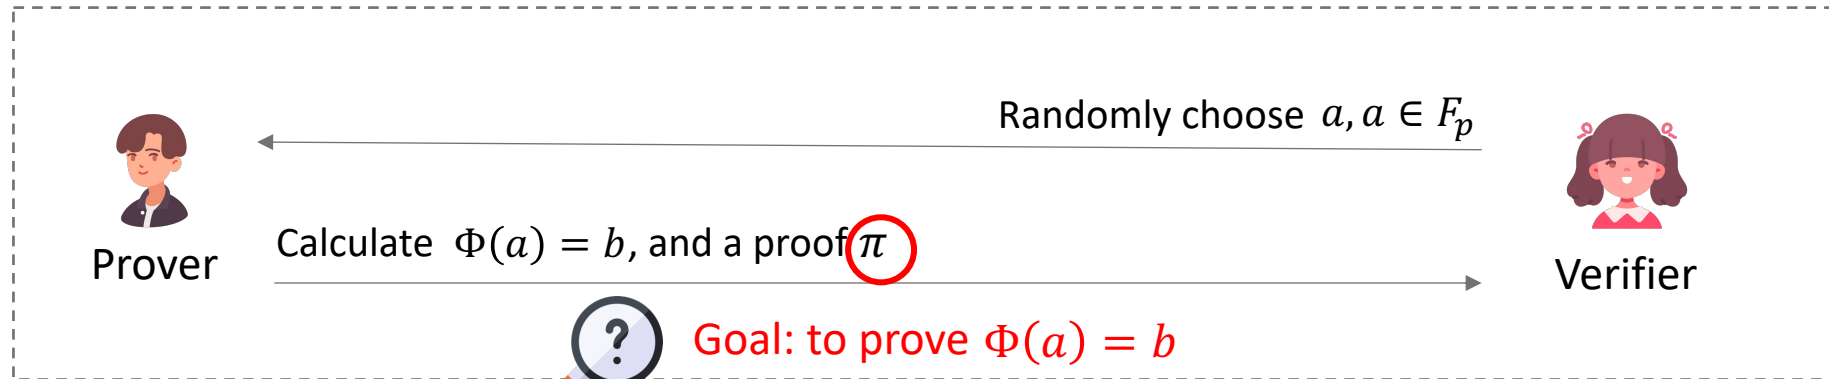 Randomly choose a, a ∈ F_p
Calculate Φ(a) = b, and a proof π
Prover
Verifier
?
Goal: to prove Φ(a) = b